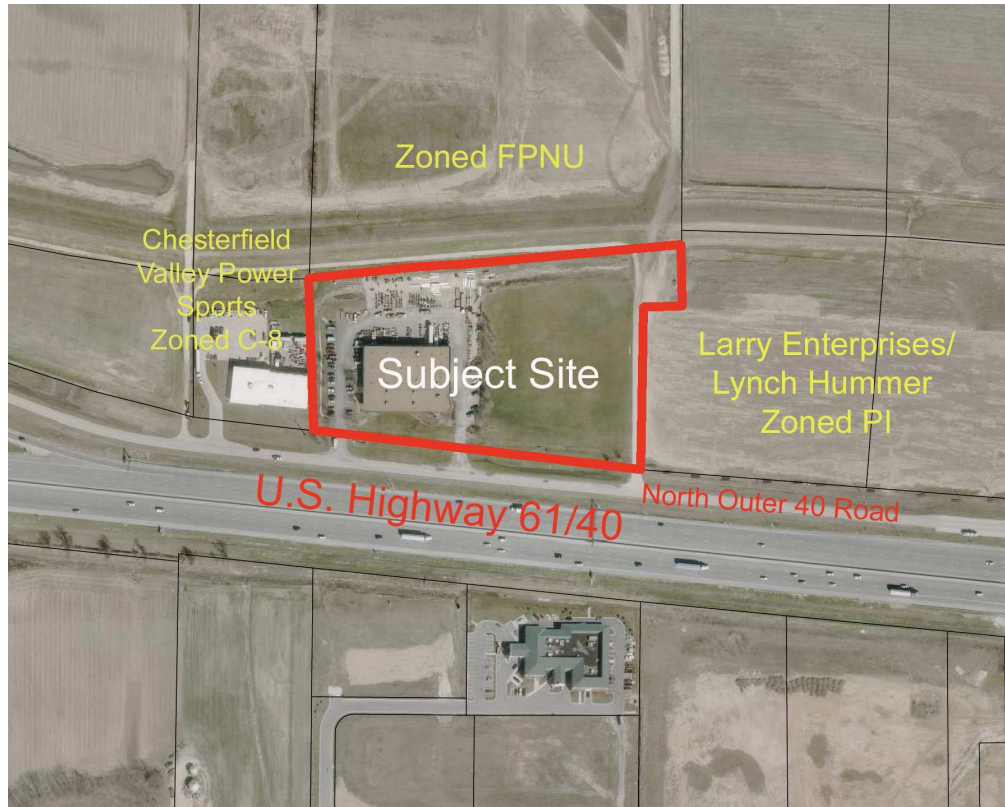 Zoned FPNU
Chesterfield
Valley Power
Sports
Zoned C-8
Subject Site
Larry Enterprises/
Lynch Hummer
Zoned PI
U.S. Highway 61/40
North Outer 40 Road